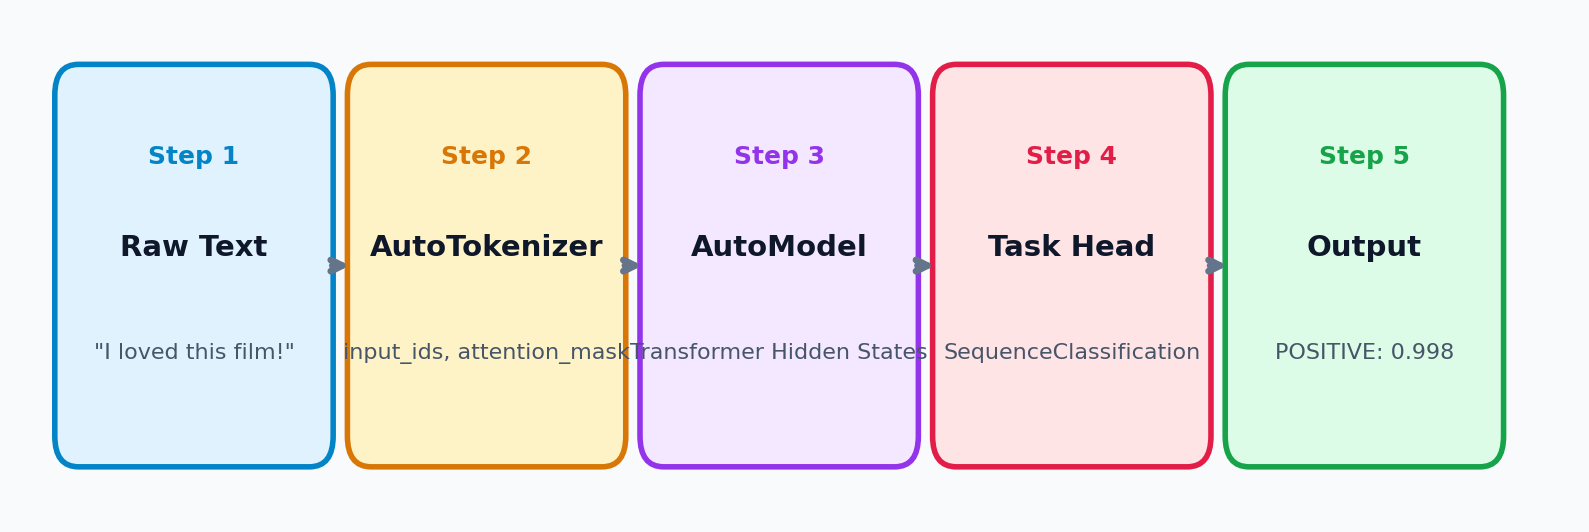 Step 1
Raw Text
"I loved this film!"
Step 2
AutoTokenizer
input_ids, attention_mask
Step 3
AutoModel
Transformer Hidden States
Step 4
Task Head
SequenceClassification
Step 5
Output
POSITIVE: 0.998